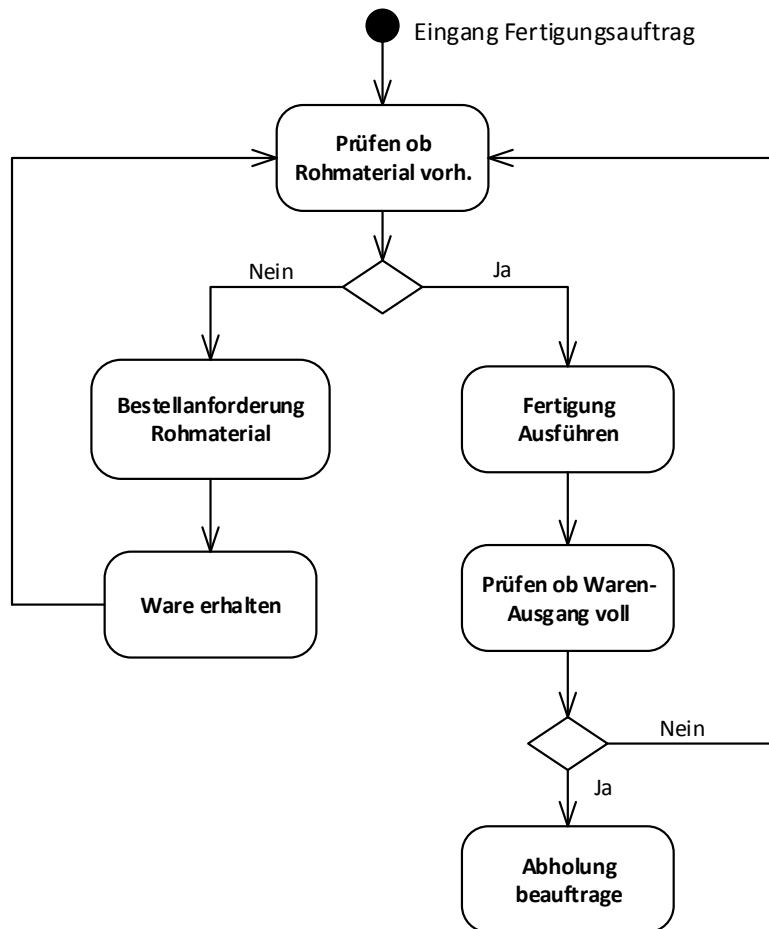 Eingang Fertigungsauftrag
Prüfen ob
Rohmaterial vorh.
Nein
Ja
Bestellanforderung
Rohmaterial
Fertigung
Ausführen
Ware erhalten
Prüfen ob Waren-
Ausgang voll
Nein
Ja
Abholung
beauftrage